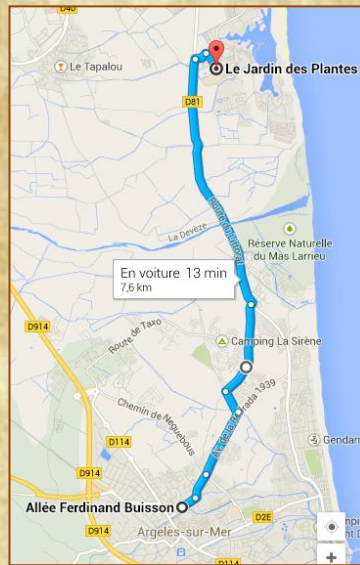 D40
Le Tapalou
Le Jardin des Plantes
D81
Route du Littoral
La Devèze
Réserve Naturelle
du Mas Larrieu
En voiture 13 min
7,6 km
D914
Route de Taxo
Camping La Sirène
Chemin de Neguebous
Av. de la Retirada 1939
D114
Gendarm
D914
D114
Allée Ferdinand Buisson
D2E
Argelès-sur-Mer
D914